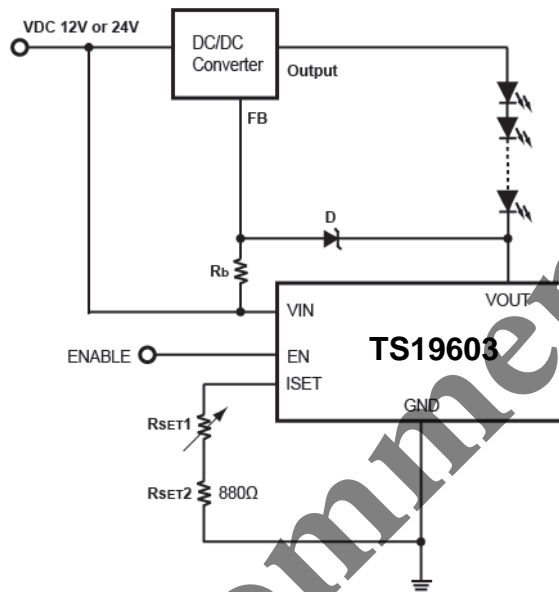 VDC 12V or 24V
DC/DC
Converter
Output
FB
D
Rb
VIN
VOUT
TS19603
ENABLE
EN
ISET
GND
RSET1
RSET2 880Ω